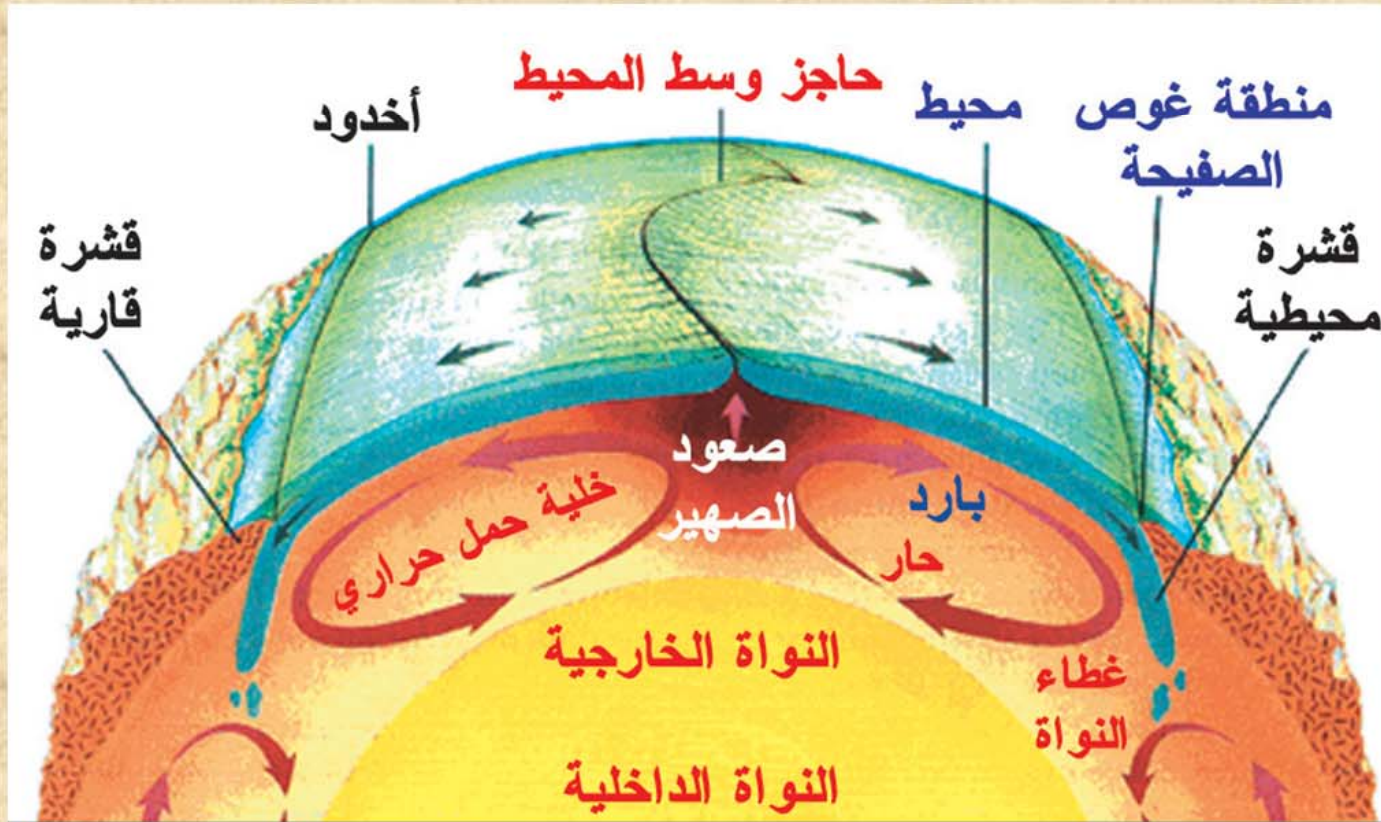 حاجز وسط المحيط
منطقة غوص
الصفيحة
محيط
أخدود
قشرة
محيطية
قشرة
قارية
صعود
الصهير
بارد
حار
خلية حمل حراري
النواة الخارجية
غطاء
النواة
النواة الداخلية